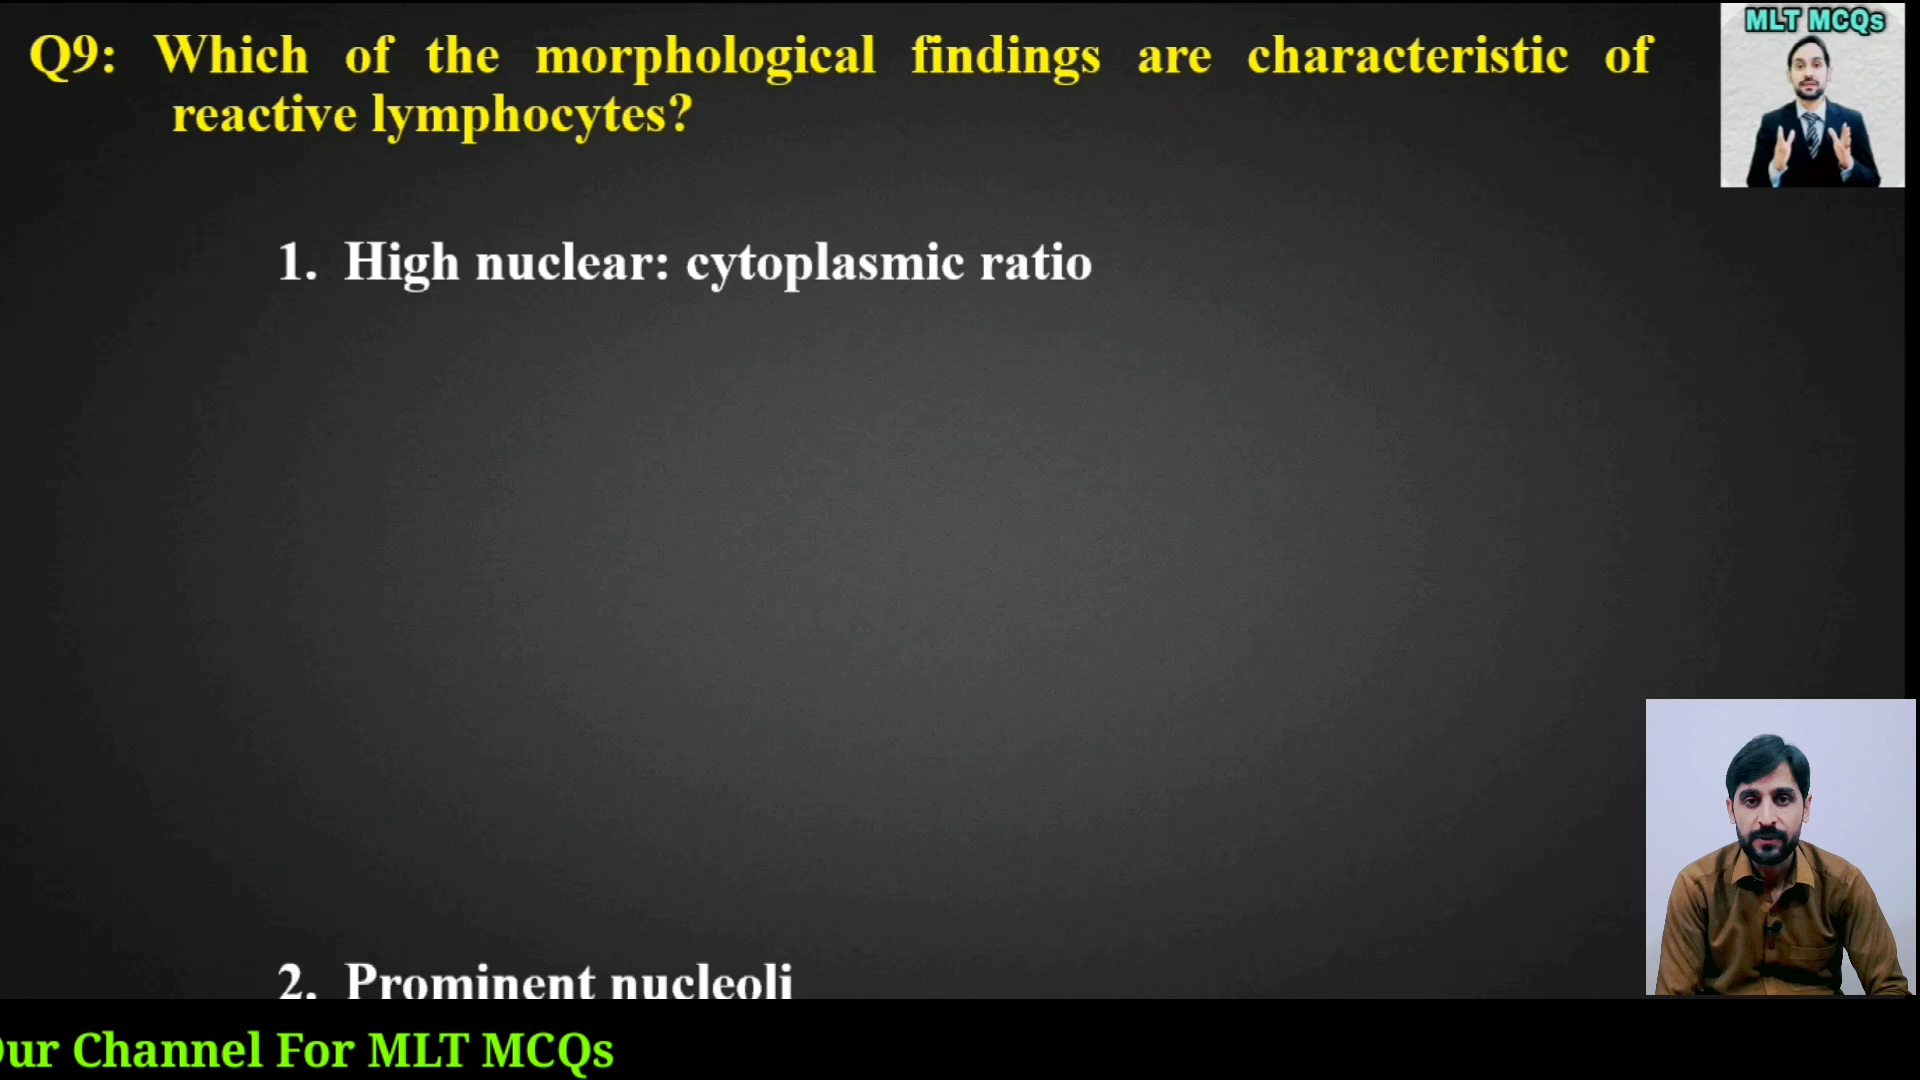 MLT MCQs
Q9: Which of the morphological findings are characteristic of
reactive lymphocytes?
1. High nuclear: cytoplasmic ratio
2. Prominent nucleoli
ur Channel For MLT MCQs